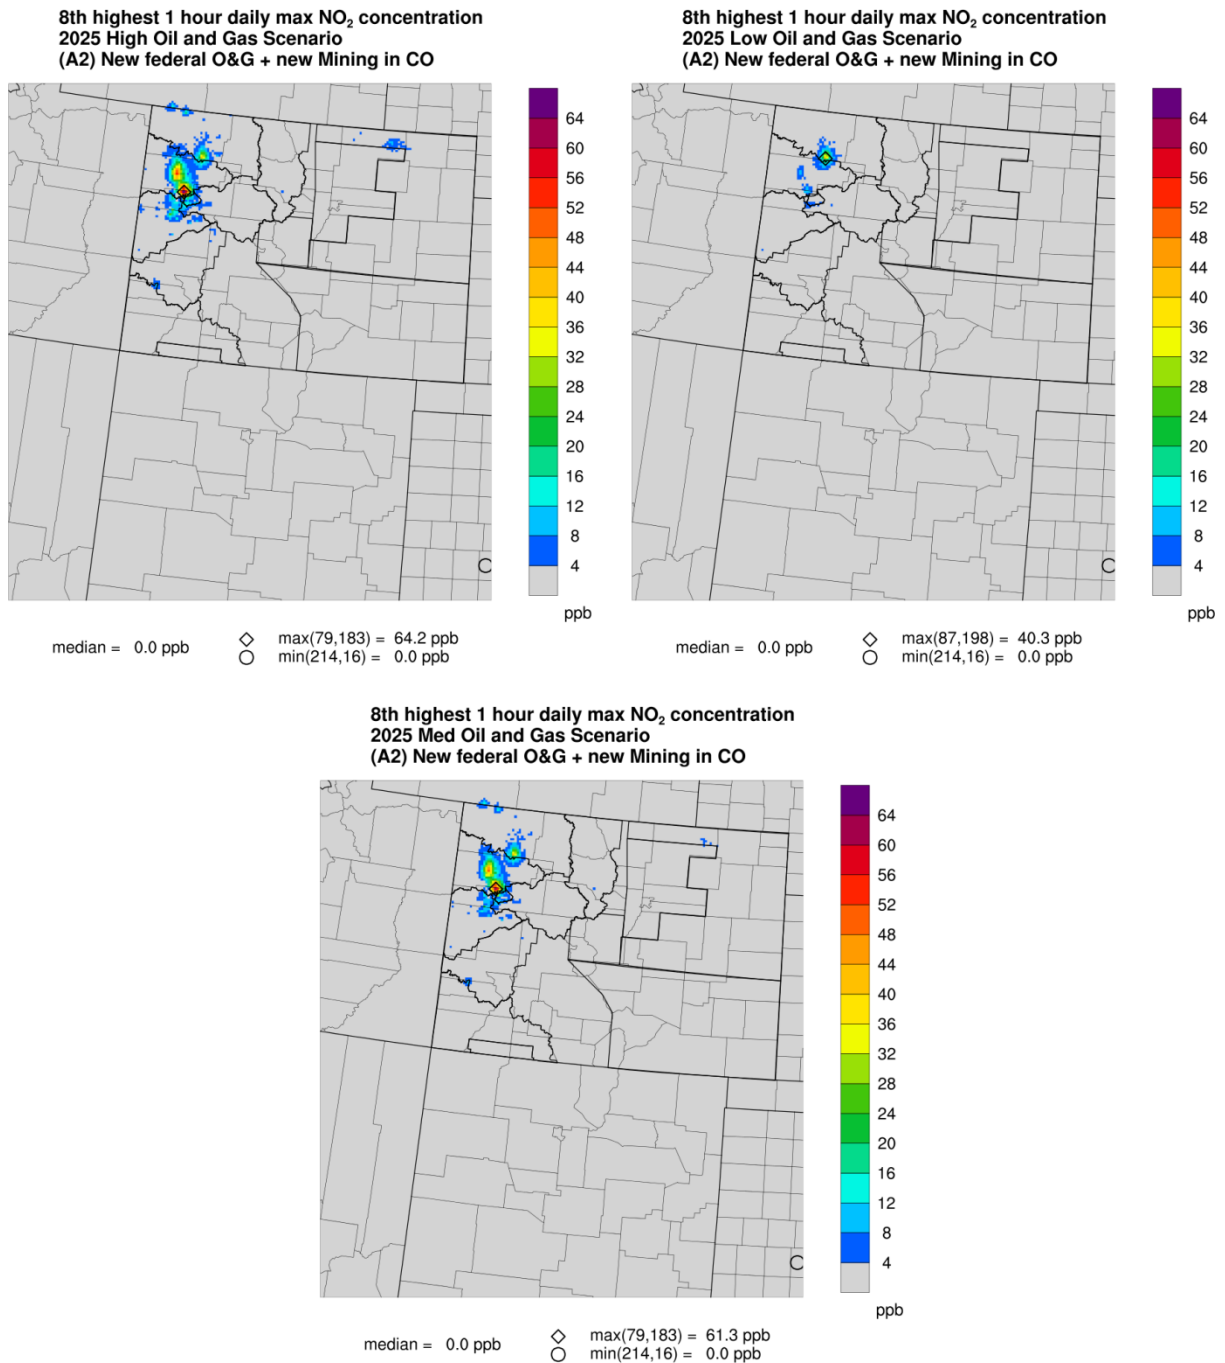 8th highest 1 hour daily max NO₂ concentration
2025 High Oil and Gas Scenario
(A2) New federal O&G + new Mining in CO
64
60
56
52
48
44
40
36
32
28
24
20
16
12
8
4
ppb
median = 0.0 ppb
max(79,183) = 64.2 ppb
min(214,16) = 0.0 ppb
8th highest 1 hour daily max NO₂ concentration
2025 Low Oil and Gas Scenario
(A2) New federal O&G + new Mining in CO
64
60
56
52
48
44
40
36
32
28
24
20
16
12
8
4
ppb
median = 0.0 ppb
max(87,198) = 40.3 ppb
min(214,16) = 0.0 ppb
8th highest 1 hour daily max NO₂ concentration
2025 Med Oil and Gas Scenario
(A2) New federal O&G + new Mining in CO
64
60
56
52
48
44
40
36
32
28
24
20
16
12
8
4
ppb
median = 0.0 ppb
max(79,183) = 61.3 ppb
min(214,16) = 0.0 ppb